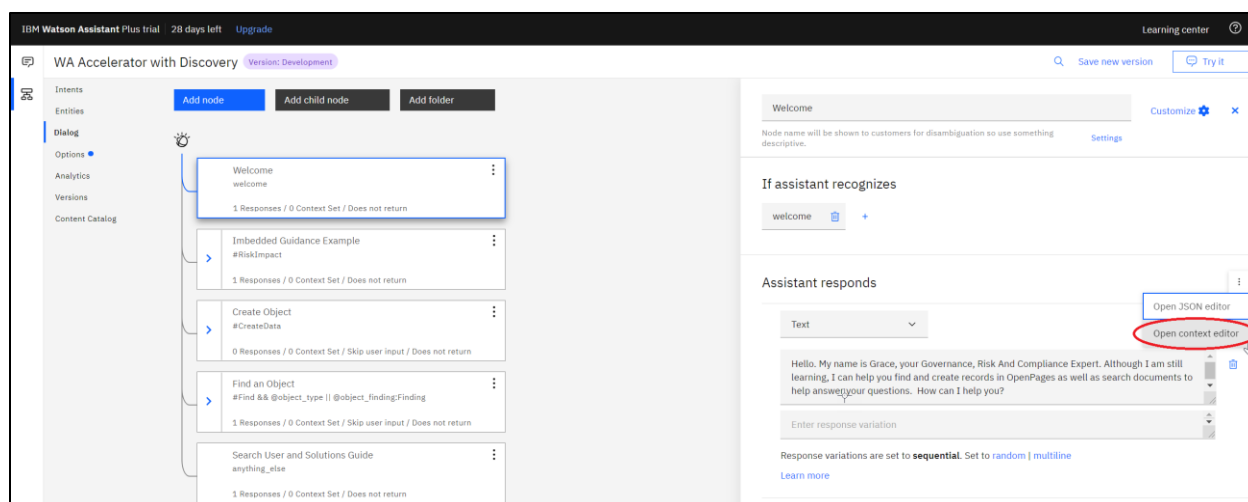 IBM Watson Assistant Plus trial 28 days left Upgrade Learning center
WA Accelerator with Discovery Version: Development Save new version Try it
Intents
Entities
Dialog
Options
Analytics
Versions
Content Catalog
Add node Add child node Add folder
Welcome
welcome
1 Responses / 0 Context Set / Does not return
Imbedded Guidance Example
#RiskImpact
1 Responses / 0 Context Set / Does not return
Create Object
#CreateData
0 Responses / 0 Context Set / Skip user input / Does not return
Find an Object
#Find && @object_type || @object_finding:Finding
1 Responses / 0 Context Set / Skip user input / Does not return
Search User and Solutions Guide
anything_else
1 Responses / 0 Context Set / Does not return
Welcome Customize
Node name will be shown to customers for disambiguation so use something
descriptive.
Settings
If assistant recognizes
welcome
Assistant responds
Open JSON editor
Open context editor
Text
Hello. My name is Grace, your Governance, Risk And Compliance Expert. Although I am still
learning, I can help you find and create records in OpenPages as well as search documents to
help answer your questions. How can I help you?
Enter response variation
Response variations are set to sequential. Set to random | multiline
Learn more